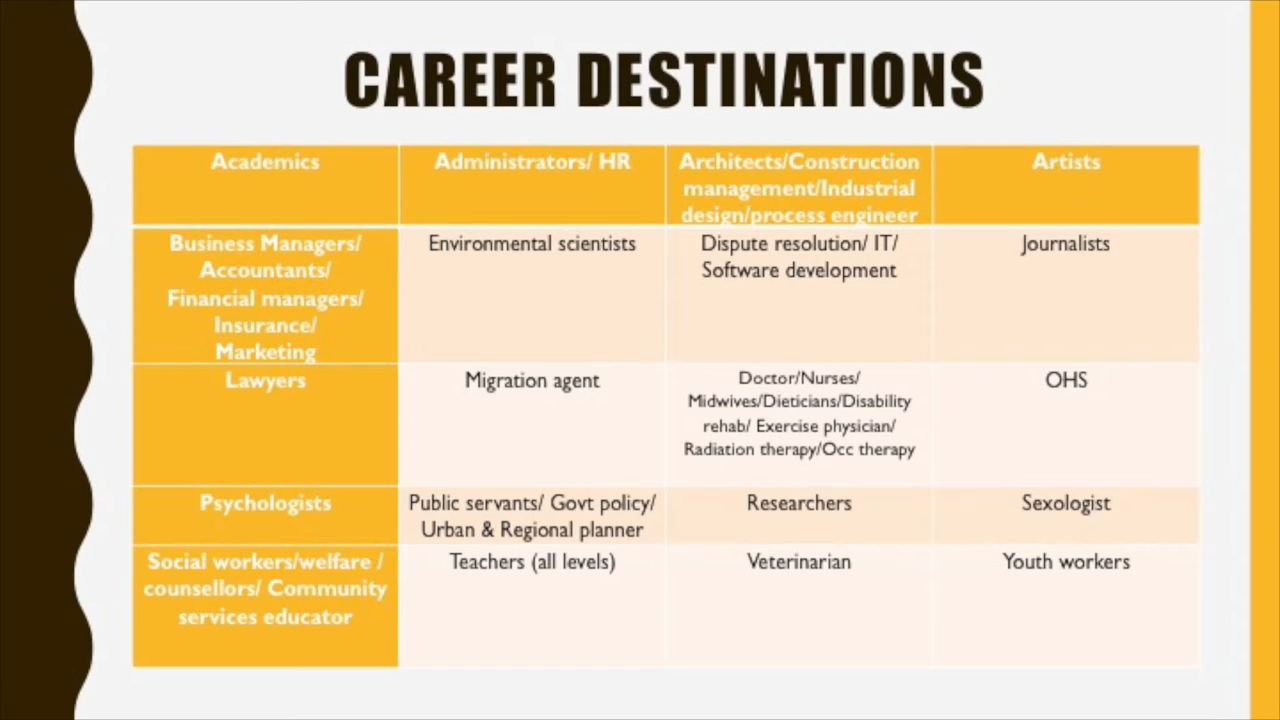 CAREER DESTINATIONS
Academics
Administrators/ HR
Architects/Construction
management/Industrial
design/process engineer
Artists
Business Managers/
Accountants/
Financial managers/
Insurance/
Marketing
Environmental scientists
Dispute resolution/ IT/
Software development
Journalists
Lawyers
Migration agent
Doctor/Nurses/
Midwives/Dieticians/Disability
rehab/ Exercise physician/
Radiation therapy/Occ therapy
OHS
Psychologists
Public servants/ Govt policy/
Urban & Regional planner
Researchers
Sexologist
Social workers/welfare /
counsellors/ Community
services educator
Teachers (all levels)
Veterinarian
Youth workers